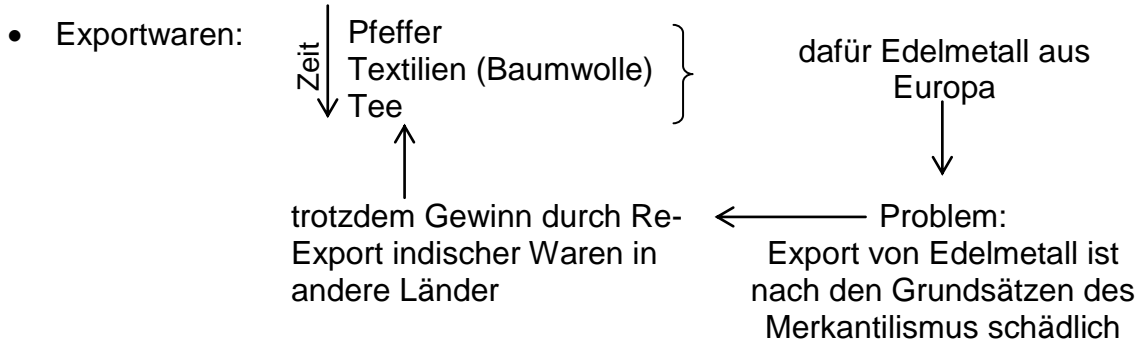 • Exportwaren:
Zeit
Pfeffer
Textilien (Baumwolle)
Tee
dafür Edelmetall aus
Europa
Problem:
Export von Edelmetall ist
nach den Grundsätzen des
Merkantilismus schädlich
trotzdem Gewinn durch Re-
Export indischer Waren in
andere Länder